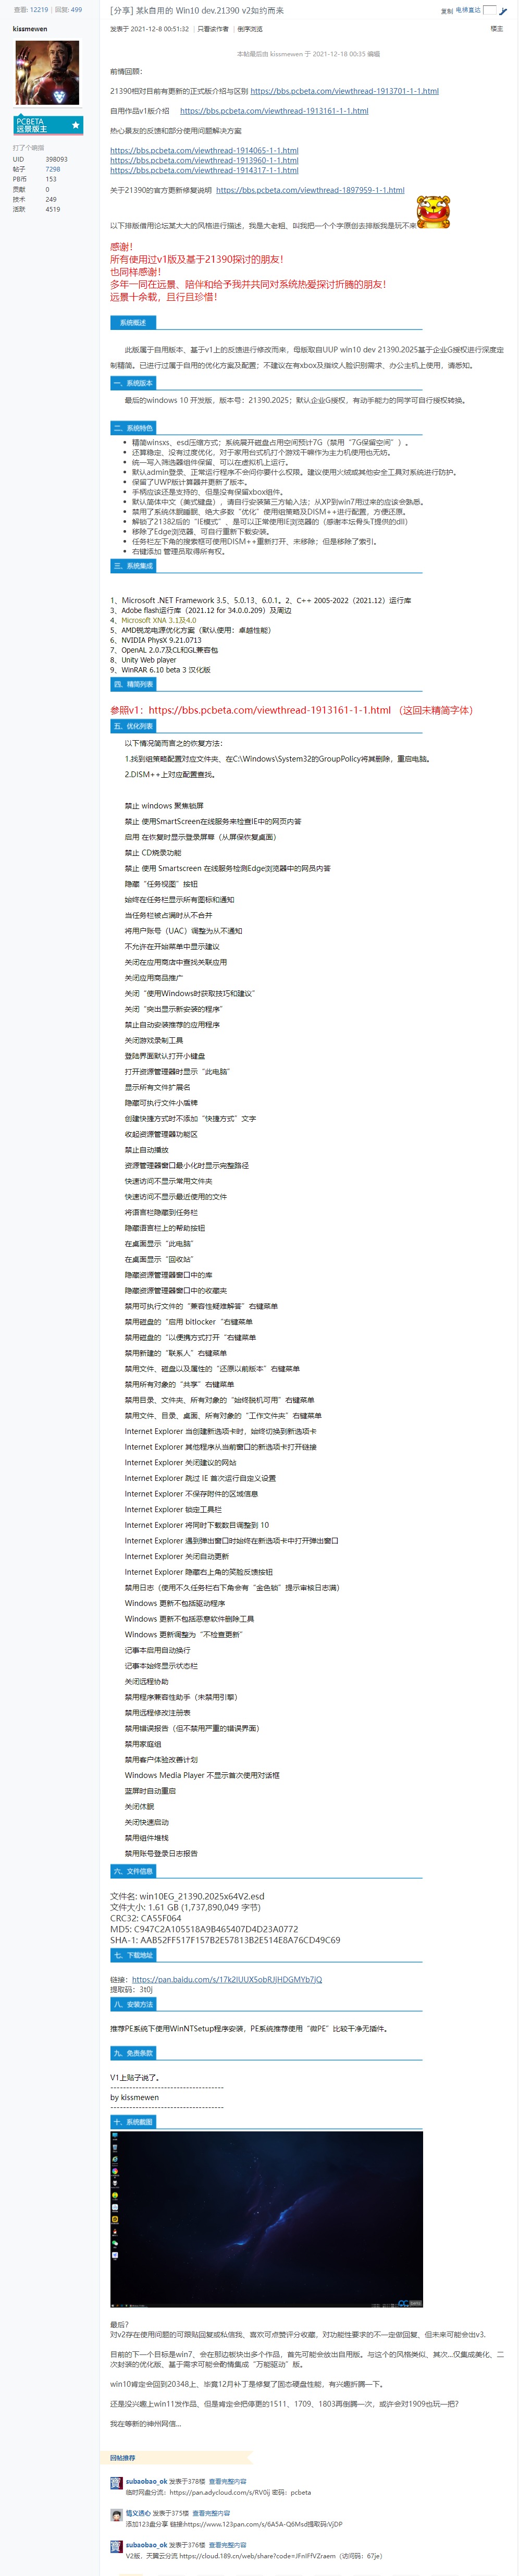 查看: 12219 | 回复: 499
[分享] 某k自用的 Win10 dev.21390 v2如约而来
复制 电梯直达
kissmewen
发表于 2021-12-8 00:51:32 | 只看该作者 | 倒序浏览
楼主
本帖最后由 kissmewen 于 2021-12-18 00:35 编辑
PCBETA
远景版主
打了个嗝摺
UID 398093
帖子 7298
PB币 153
贡献 0
技术 249
活跃 4519
前情回顾:
21390相对目前有更新的正式版介绍与区别 https://bbs.pcbeta.com/viewthread-1913701-1-1.html
自用作品v1版介绍 https://bbs.pcbeta.com/viewthread-1913161-1-1.html
热心景友的反馈和部分使用问题解决方案
https://bbs.pcbeta.com/viewthread-1914065-1-1.html
https://bbs.pcbeta.com/viewthread-1913960-1-1.html
https://bbs.pcbeta.com/viewthread-1914317-1-1.html
关于21390的官方更新修复说明 https://bbs.pcbeta.com/viewthread-1897959-1-1.html
以下排版借用论坛某大大的风格进行描述，我是大老粗、叫我把一个个字原创去排版我是玩不来
感谢！
所有使用过v1版及基于21390探讨的朋友！
也同样感谢！
多年一同在远景、陪伴和给予我并共同对系统热爱探讨折腾的朋友！
远景十余载，且行且珍惜！
系统概述
此版属于自用版本、基于v1上的反馈进行修改而来，母版取自UUP win10 dev 21390.2025基于企业G授权进行深度定
制精简。已进行过属于自用的优化方案及配置；不建议在有xbox及指纹人脸识别需求、办公主机上使用，请悉知。
一、系统版本
最后的windows 10 开发版，版本号：21390.2025；默认企业G授权，有动手能力的同学可自行授权转换。
二、系统特色
• 精简winsxs、esd压缩方式；系统展开磁盘占用空间预计7G（禁用“7G保留空间”）。
• 还算稳定、没有过度优化，对于家用台式机打个游戏干嘛作为主力机使用也无妨。
• 统一写入筛选器组件保留，可以在虚拟机上运行。
• 默认admin登录、正常运行程序不会问你要什么权限。建议使用火绒或其他安全工具对系统进行防护。
• 保留了UWP版计算器并更新了版本。
• 手柄应该还是支持的、但是没有保留xbox组件。
• 默认简体中文（美式键盘），请自行安装第三方输入法；从XP到win7用过来的应该会熟悉。
• 禁用了系统休眠睡眠、绝大多数“优化”使用组策略及DISM++进行配置，方便还原。
• 解锁了21382后的“IE模式”、是可以正常使用IE浏览器的（感谢本坛骨头T提供的dll）
• 移除了Edge浏览器、可自行重新下载安装。
• 任务栏左下角的搜索框可使用DISM++重新打开、未移除；但是移除了索引。
• 右键添加 管理员取得所有权。
三、系统集成
1、Microsoft .NET Framework 3.5、5.0.13、6.0.1。2、C++ 2005-2022（2021.12）运行库
3、Adobe flash运行库（2021.12 for 34.0.0.209）及周边
4、Microsoft XNA 3.1及4.0
5、AMD锐龙电源优化方案（默认使用：卓越性能）
6、NVIDIA PhysX 9.21.0713
7、OpenAL 2.0.7及CL和GL兼容包
8、Unity Web player
9、WinRAR 6.10 beta 3 汉化版
四、精简列表
参照v1：https://bbs.pcbeta.com/viewthread-1913161-1-1.html （这回未精简字体）
五、优化列表
以下情况简而言之的恢复方法：
1.找到组策略配置对应文件夹、在C:\Windows\System32的GroupPolicy将其删除，重启电脑。
2.DISM++上对应配置查找。
禁止 windows 聚焦锁屏
禁止 使用SmartScreen在线服务来检查IE中的网页内容
启用 在恢复时显示登录屏幕（从屏保恢复桌面）
禁止 CD烧录功能
禁止 使用 Smartscreen 在线服务检测Edge浏览器中的网页内容
隐藏“任务视图”按钮
始终在任务栏显示所有图标和通知
当任务栏被占满时从不合并
将用户账号（UAC）调整为从不通知
不允许在开始菜单中显示建议
关闭在应用商店中查找关联应用
关闭应用商品推广
关闭“使用Windows时获取技巧和建议”
关闭“突出显示新安装的程序”
禁止自动安装推荐的应用程序
关闭游戏录制工具
登陆界面默认打开小键盘
打开资源管理器时显示“此电脑”
显示所有文件扩展名
隐藏可执行文件小盾牌
创建快捷方式时不添加“快捷方式”文字
收起资源管理器功能区
禁止自动播放
资源管理器窗口最小化时显示完整路径
快速访问不显示常用文件夹
快速访问不显示最近使用的文件
将语言栏隐藏到任务栏
隐藏语言栏上的帮助按钮
在桌面显示“此电脑”
在桌面显示“回收站”
隐藏资源管理器窗口中的库
隐藏资源管理器窗口中的收藏夹
禁用可执行文件的“兼容性疑难解答”右键菜单
禁用磁盘的“启用 bitlocker “右键菜单
禁用磁盘的“以便携方式打开“右键菜单
禁用新建的“联系人”右键菜单
禁用文件、磁盘以及属性的“还原以前版本”右键菜单
禁用所有对象的“共享”右键菜单
禁用目录、文件夹、所有对象的“始终脱机可用”右键菜单
禁用文件、目录、桌面、所有对象的“工作文件夹”右键菜单
Internet Explorer 当创建新选项卡时，始终切换到新选项卡
Internet Explorer 其他程序从当前窗口的新选项卡打开链接
Internet Explorer 关闭建议的网站
Internet Explorer 跳过 IE 首次运行自定义设置
Internet Explorer 不保存附件的区域信息
Internet Explorer 锁定工具栏
Internet Explorer 将同时下载数目调整到 10
Internet Explorer 遇到弹出窗口时始终在新选项卡中打开弹出窗口
Internet Explorer 关闭自动更新
Internet Explorer 隐藏右上角的笑脸反馈按钮
禁用日志（使用不久任务栏右下角会有“金色锁”提示审核日志满）
Windows 更新不包括驱动程序
Windows 更新不包括恶意软件删除工具
Windows 更新调整为“不检查更新”
记事本启用自动换行
记事本始终显示状态栏
关闭远程协助
禁用程序兼容性助手（未禁用引擎）
禁用远程修改注册表
禁用错误报告（但不禁用严重的错误界面）
禁用家庭组
禁用客户体验改善计划
Windows Media Player 不显示首次使用对话框
蓝屏时自动重启
关闭休眠
关闭快速启动
禁用组件堆栈
禁用账号登录日志报告
六、文件信息
文件名: win10EG_21390.2025x64V2.esd
文件大小: 1.61 GB (1,737,890,049 字节)
CRC32: CA55F064
MD5: C947C2A105518A9B465407D4D23A0772
SHA-1: AAB52FF517F157B2E57813B2E514E8A76CD49C69
七、下载地址
链接：https://pan.baidu.com/s/17k2IUUX5obRJiHDGMYb7jQ
提取码：3t0j
八、安装方法
推荐PE系统下使用WinNTSetup程序安装，PE系统推荐使用“微PE”比较干净无插件。
九、免责条款
V1上贴子说了。
------------------------------------
by kissmewen
------------------------------------
十、系统截图
最后？
对v2存在使用问题的可跟贴回复或私信我、喜欢可点赞评分收藏，对功能性要求的不一定做回复、但未来可能会出v3.
目前的下一个目标是win7、会在那边板块出多个作品，首先可能会放出自用版。与这个的风格类似、其次...仅集成美化、二
次封装的优化版、基于需求可能会酌情集成“万能驱动”版。
win10肯定会回到20348上、毕竟12月补丁是修复了固态硬盘性能，有兴趣折腾一下。
还是没兴趣上win11发作品、但是肯定会把停更的1511、1709、1803再倒腾一次，或许会对1909也玩一把?
我在等新的神州网信...
回帖推荐
subaobao_ok 发表于378楼 查看完整内容
临时网盘分流：https://pan.adycloud.com/s/RV0ij 密码：pcbeta
笃义透心 发表于375楼 查看完整内容
添加123盘分享 链接:https://www.123pan.com/s/6A5A-Q6Msd提取码:VjDP
subaobao_ok 发表于376楼 查看完整内容
V2版，天翼云分流 https://cloud.189.cn/web/share?code=JFnIFfVZraem（访问码：67je）